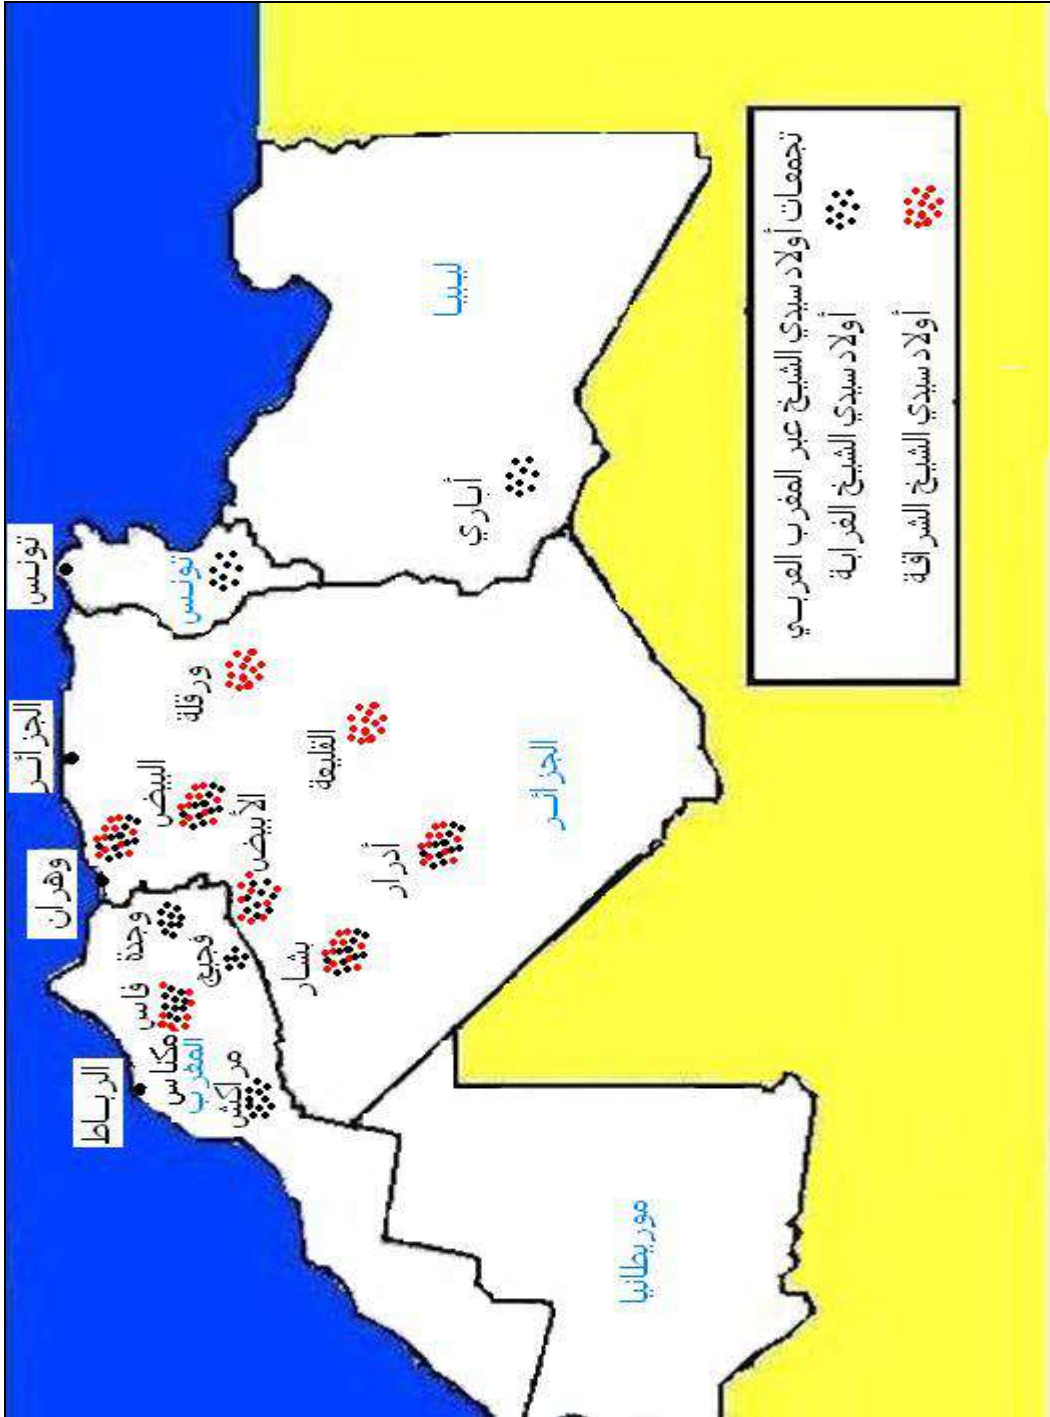 تجمعات أولاد سيدي الشيخ عبر المغرب العربي
أولاد سيدي الشيخ الغرابة
أولاد سيدي الشيخ الشراقة
تونس
الجزائر
وهران
الرباط
ليبيا
أباري
تونس
ورقلة
القليعة
الجزائر
البيض
الأبيض
أدرار
بشار
وجدة
فجيج
فاس
مكناس
المغرب
مراكش
موريطانيا